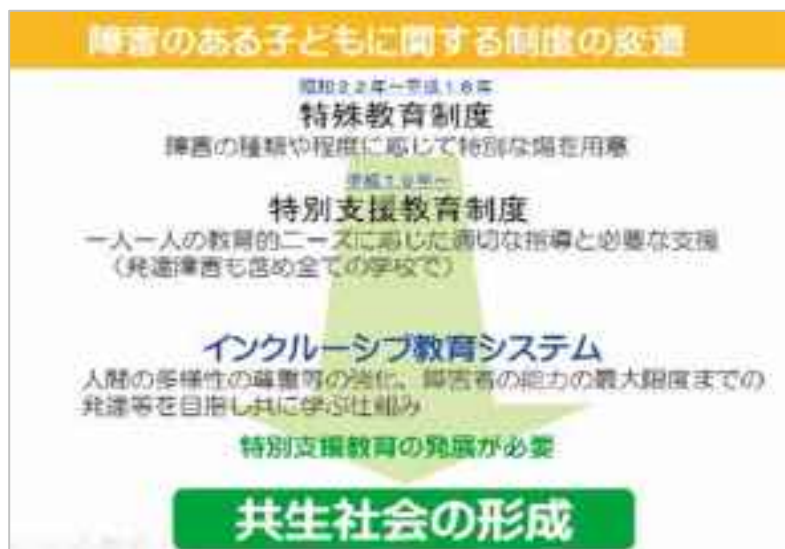 障害のある子どもに関する制度の変遷
昭和22年~平成18年
特殊教育制度
障害の種類や程度に応じて特別な場を用意
平成19年~
特別支援教育制度
一人一人の教育的ニーズに応じた適切な指導と必要な支援
(発達障害も含め全ての学校で)
インクルーシブ教育システム
人間の多様性の尊重等の強化、障害者の能力の最大限度までの
発達等を目指し共に学ぶ仕組み
特別支援教育の発展が必要
共生社会の形成